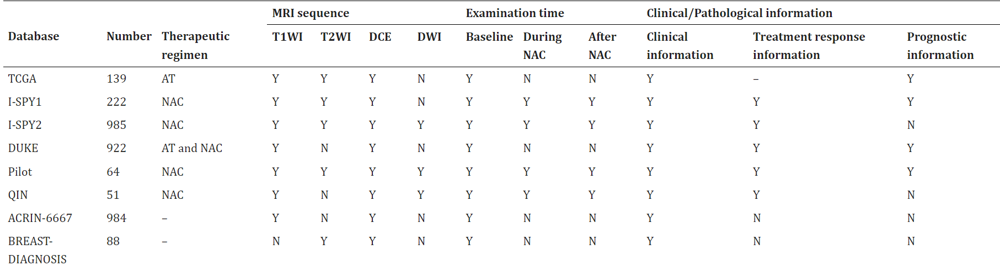 MRI sequence Examination time Clinical/Pathological information
Database Number Therapeutic T1WI T2WI DCE DWI Baseline During After Clinical Treatment response Prognostic
regimen NAC NAC information information information
TCGA 139 AT Y Y Y N Y N N Y – Y
I-SPY1 222 NAC Y Y Y N Y Y Y Y Y Y
I-SPY2 985 NAC Y Y Y Y Y Y Y Y Y N
DUKE 922 AT and NAC Y N Y N Y N N Y Y Y
Pilot 64 NAC Y Y Y Y Y Y Y Y Y Y
QIN 51 NAC Y N Y Y Y Y Y Y Y N
ACRIN-6667 984 – Y N Y N Y N N Y N N
BREAST- 88 – N Y Y N Y N N Y N N
DIAGNOSIS